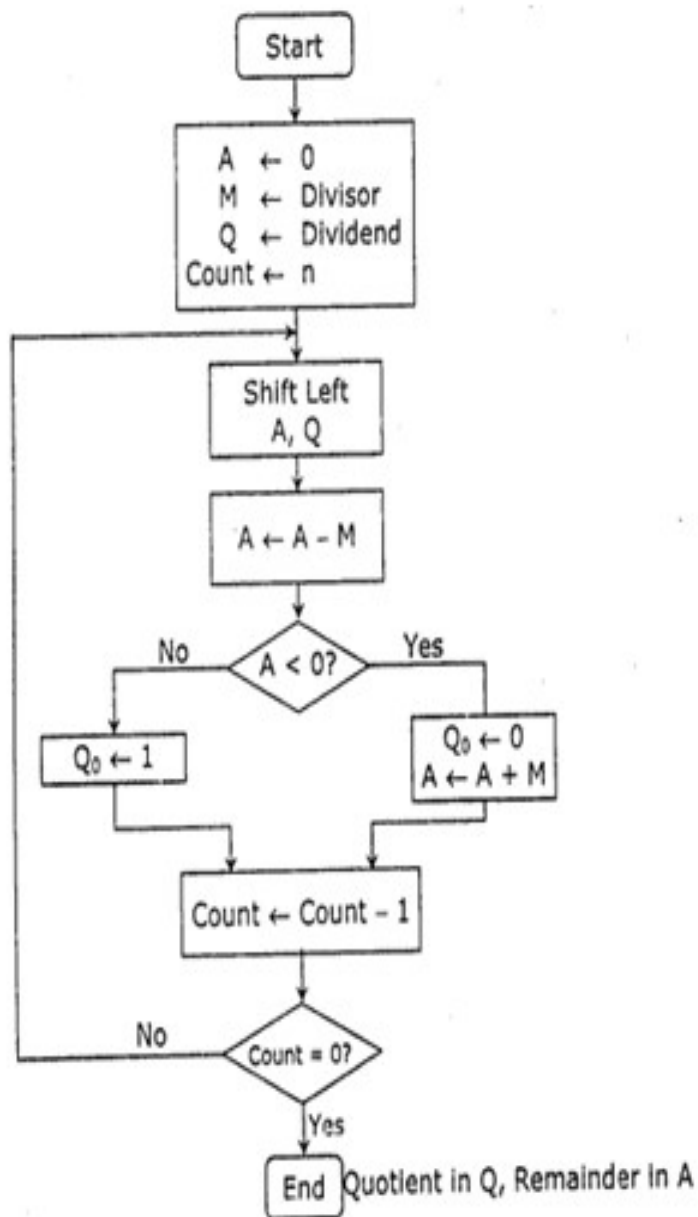 Start
A ← 0
M ← Divisor
Q ← Dividend
Count ← n
Shift Left
A, Q
A ← A – M
A < 0?
No
Yes
Q₀ ← 1
Q₀ ← 0
A ← A + M
Count ← Count – 1
Count = 0?
No
Yes
End
Quotient in Q, Remainder in A